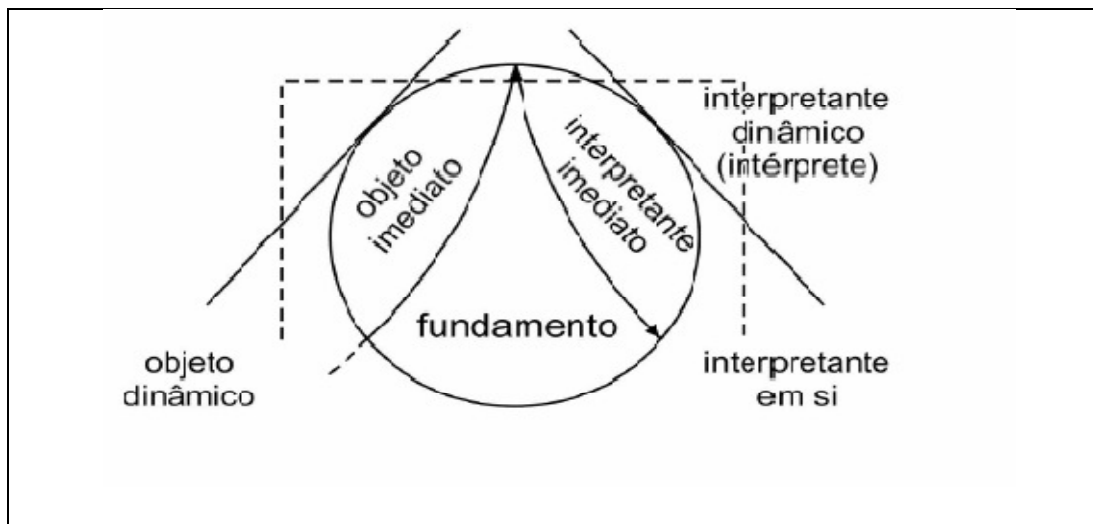 objeto
imediato
interpretante
imediato
interpretante
dinâmico
(intérprete)
fundamento
objeto
dinâmico
interpretante
em si